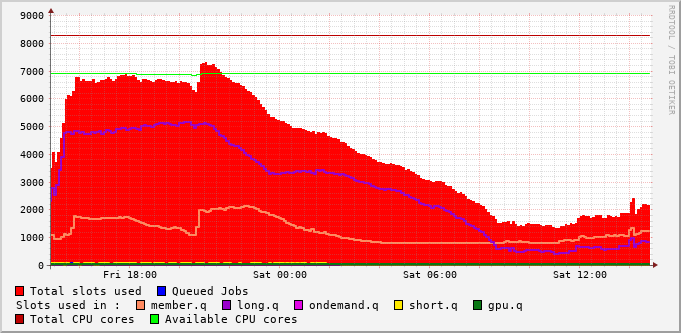 9000
8000
7000
6000
5000
4000
3000
2000
1000
0
Fri 18:00 Sat 00:00 Sat 06:00 Sat 12:00
Total slots used Queued Jobs
Slots used in : member.q long.q ondemand.q short.q gpu.q
Total CPU cores Available CPU cores
RRDTOOL / TOBI OETIKER